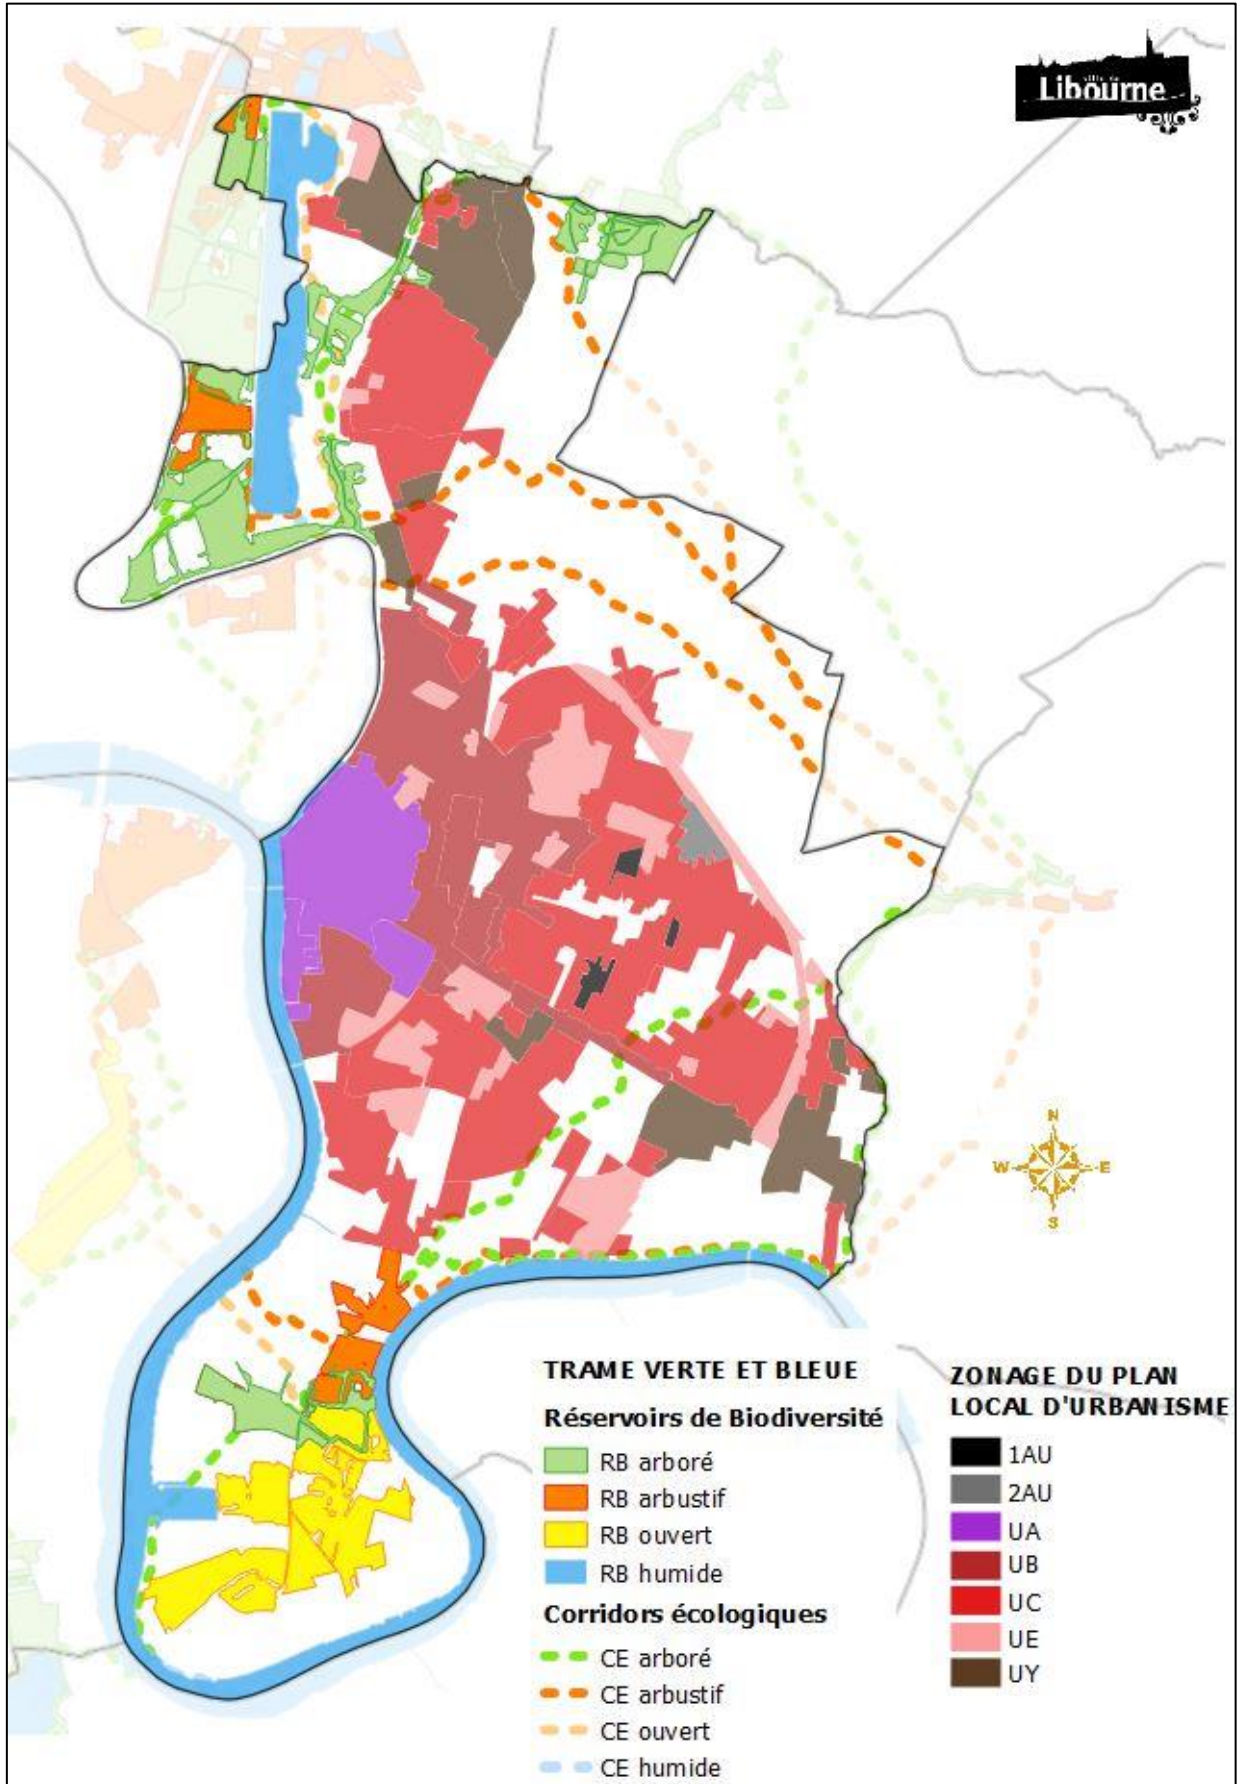 ville de
Libourne
N
W E
S
TRAME VERTE ET BLEUE
Réservoirs de Biodiversité
RB arboré
RB arbustif
RB ouvert
RB humide
Corridors écologiques
CE arboré
CE arbustif
CE ouvert
CE humide
ZONAGE DU PLAN
LOCAL D'URBANISME
1AU
2AU
UA
UB
UC
UE
UY